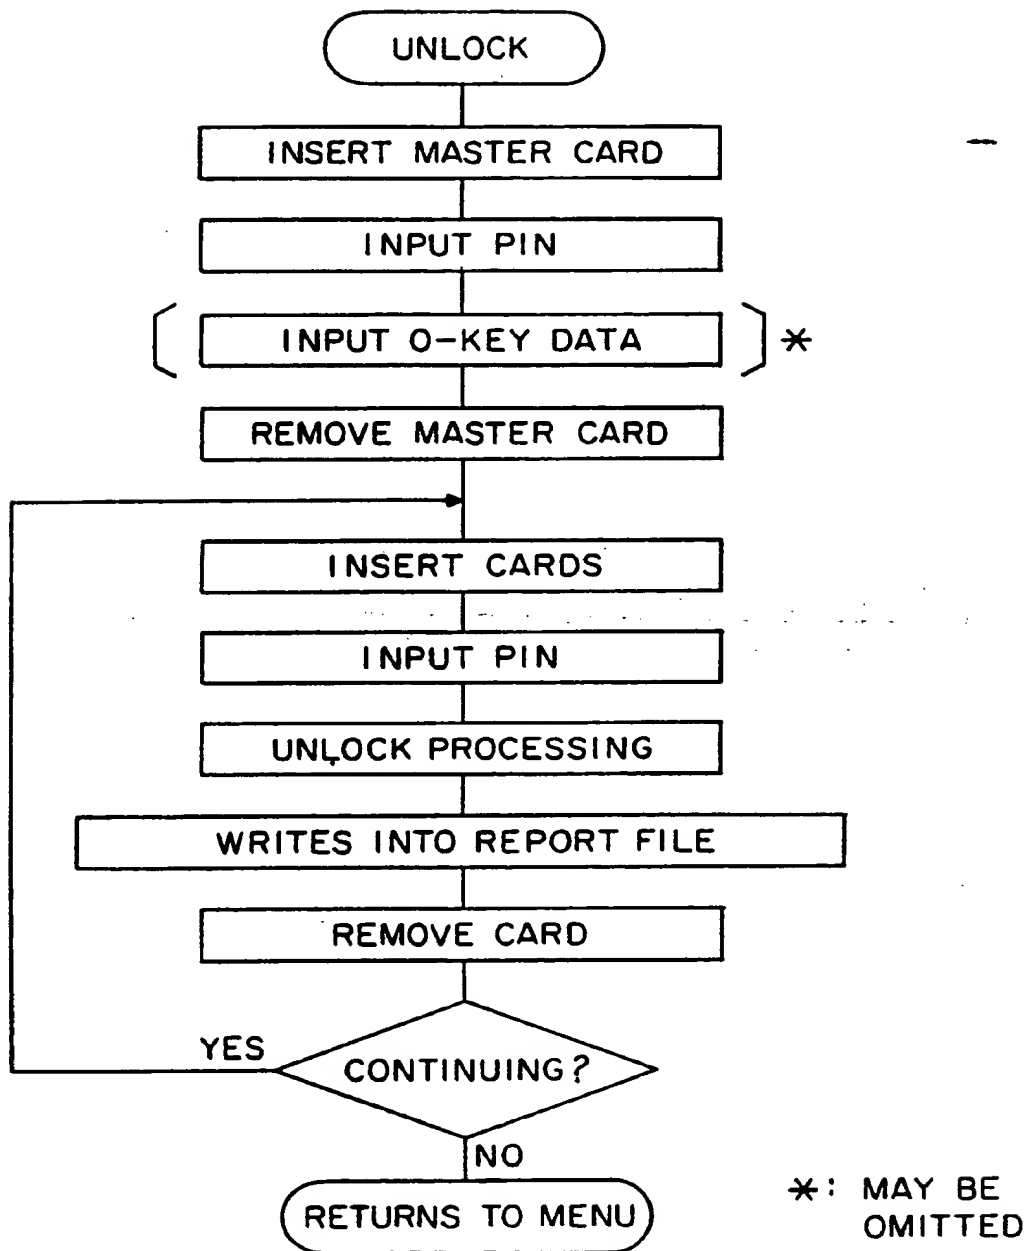 UNLOCK
INSERT MASTER CARD
INPUT PIN
INPUT O-KEY DATA
*
REMOVE MASTER CARD
INSERT CARDS
INPUT PIN
UNLOCK PROCESSING
WRITES INTO REPORT FILE
REMOVE CARD
YES
CONTINUING?
NO
RETURNS TO MENU
*: MAY BE
OMITTED